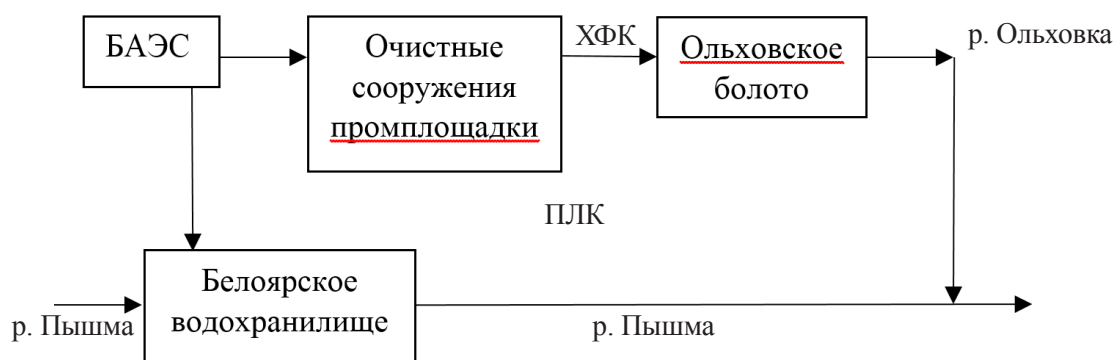 БАЭС
Очистные
сооружения
промплощадки
ХФК
Ольховское
болото
р. Ольховка
ПЛК
Белоярское
водохранилище
р. Пышма
р. Пышма